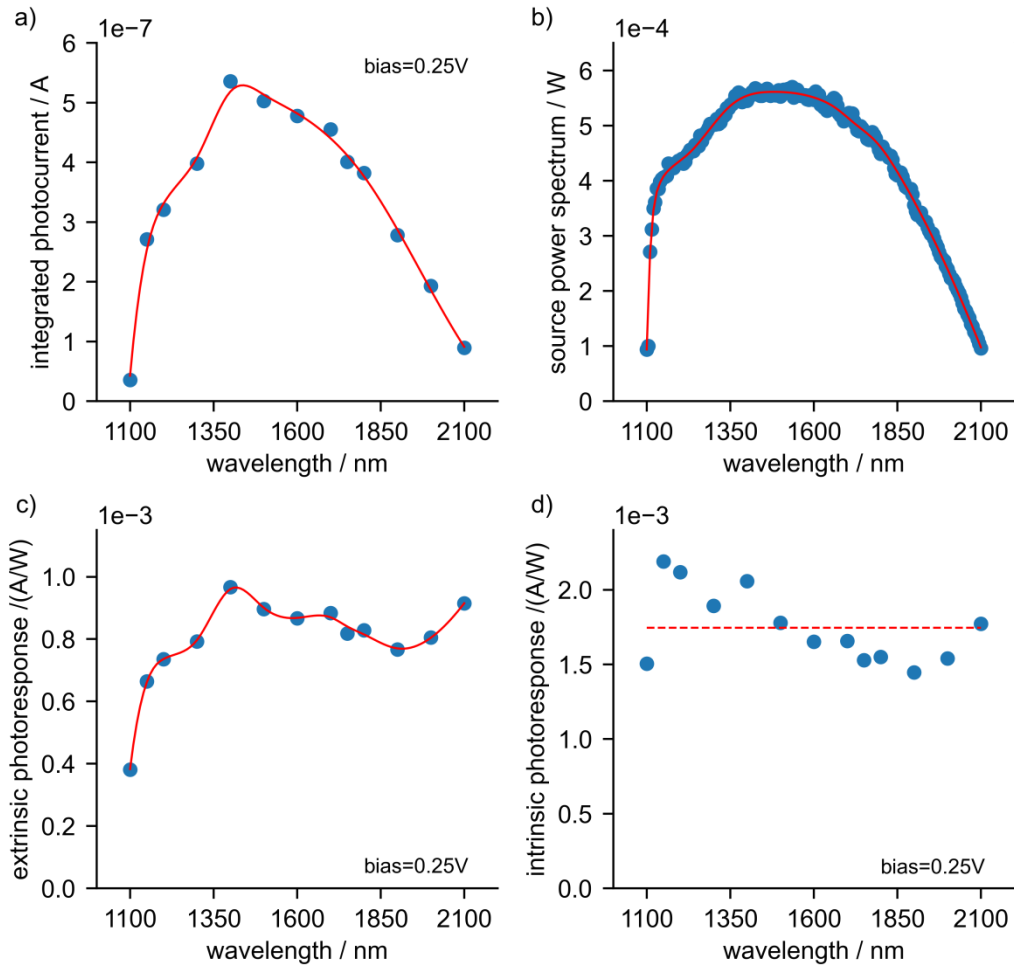 a)
1e−7
6
5
4
3
2
1
0
integrated photocurrent / A
bias=0.25V
1100 1350 1600 1850 2100
wavelength / nm
b)
1e−4
6
5
4
3
2
1
0
source power spectrum / W
1100 1350 1600 1850 2100
wavelength / nm
c)
1e−3
1.0
0.8
0.6
0.4
0.2
0.0
extrinsic photoresponse /(A/W)
bias=0.25V
1100 1350 1600 1850 2100
wavelength / nm
d)
1e−3
2.0
1.5
1.0
0.5
0.0
intrinsic photoresponse /(A/W)
bias=0.25V
1100 1350 1600 1850 2100
wavelength / nm